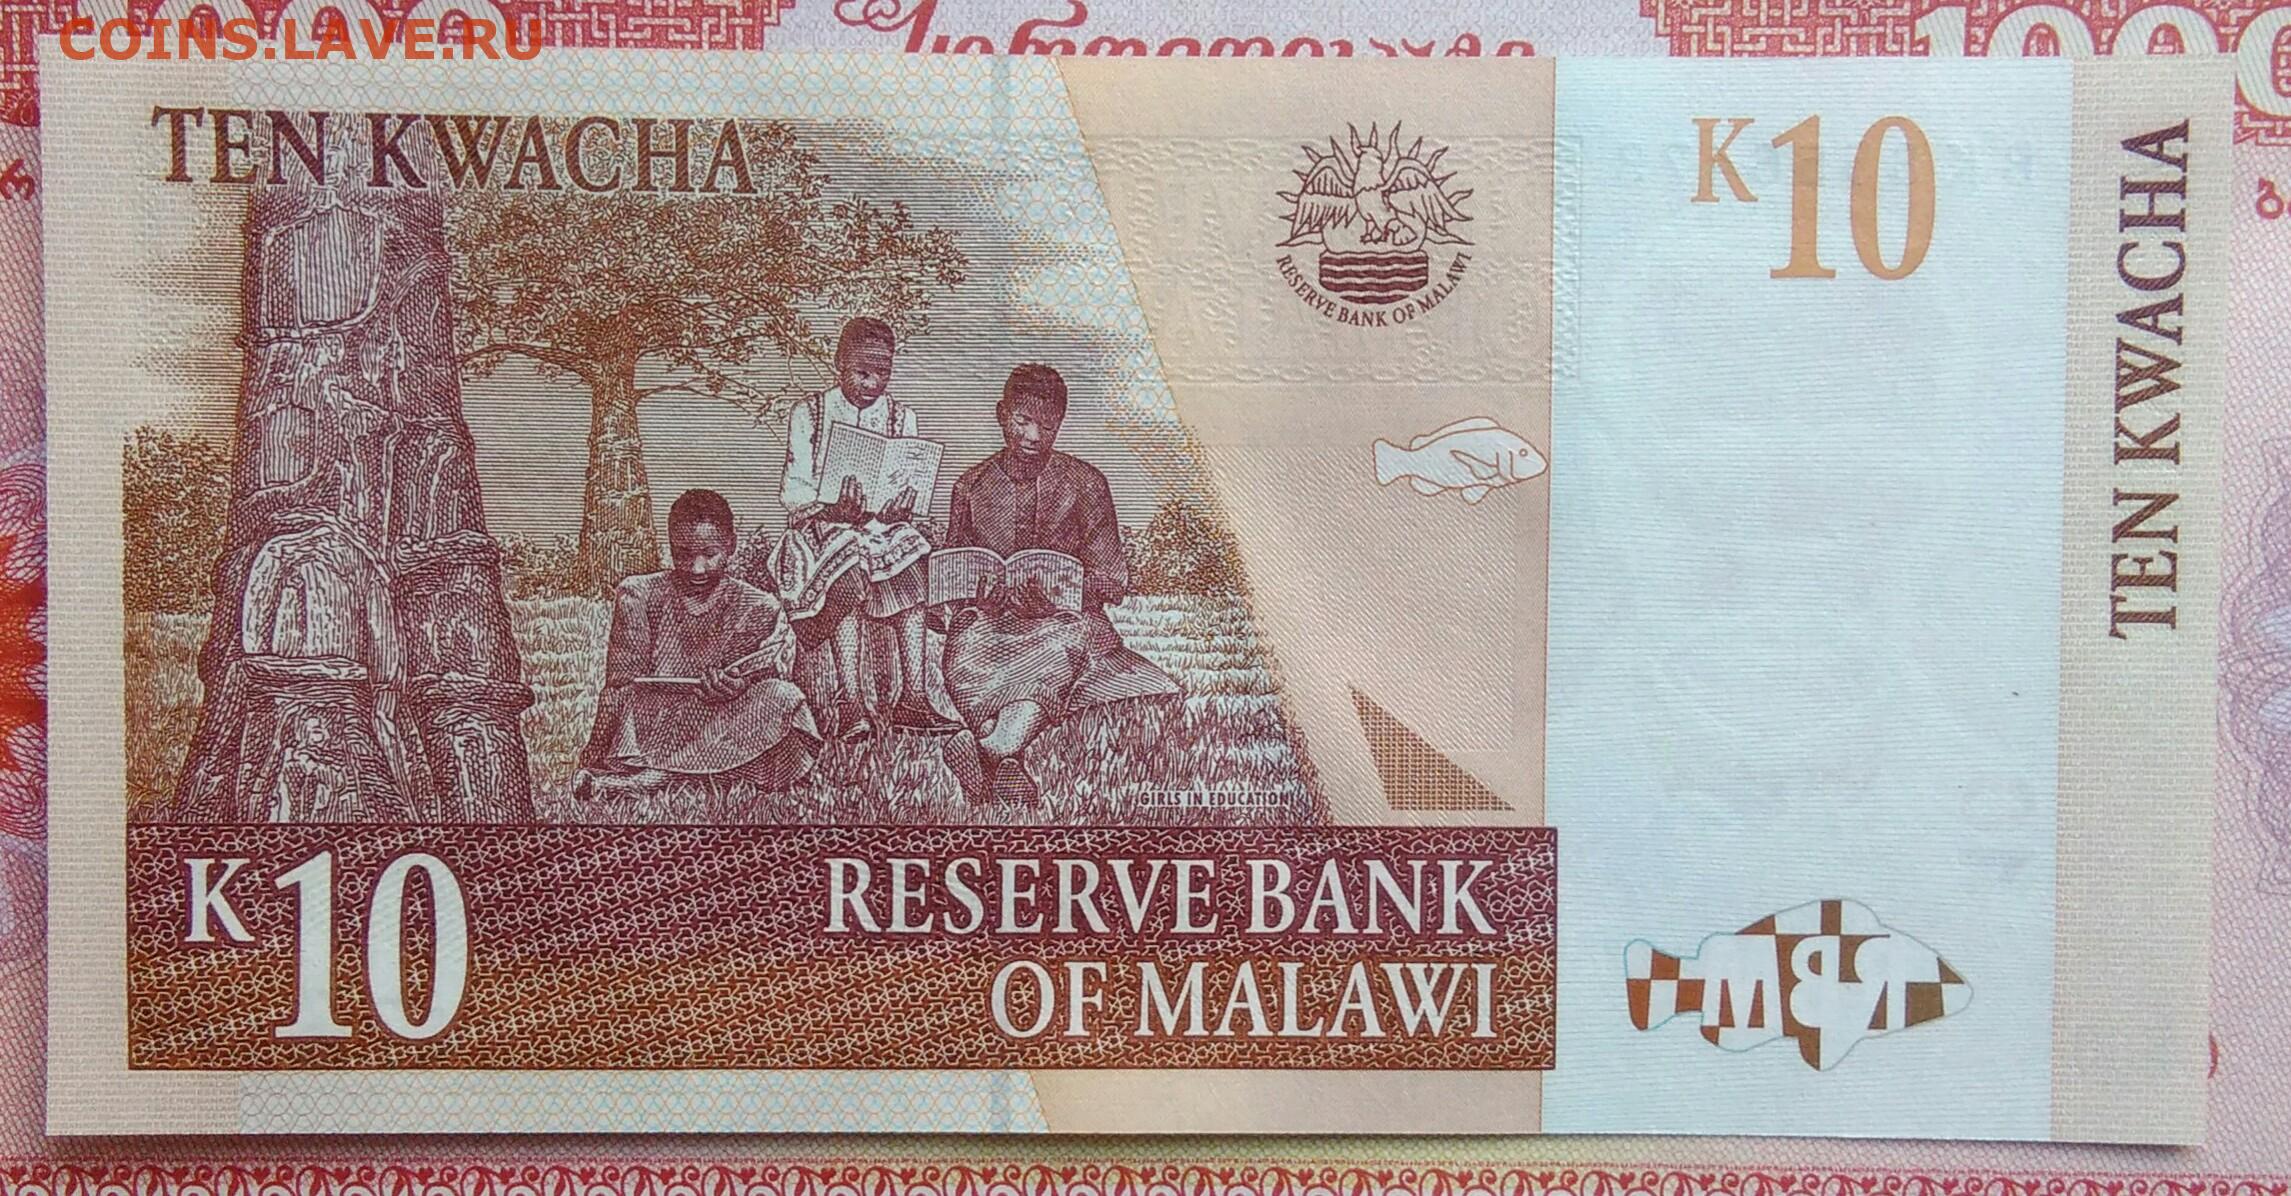 COINS.LAVE.RU
TEN KWACHA
RESERVE BANK OF MALAWI
K10
TEN KWACHA
GIRLS IN EDUCATION
K10
RESERVE BANK
OF MALAWI